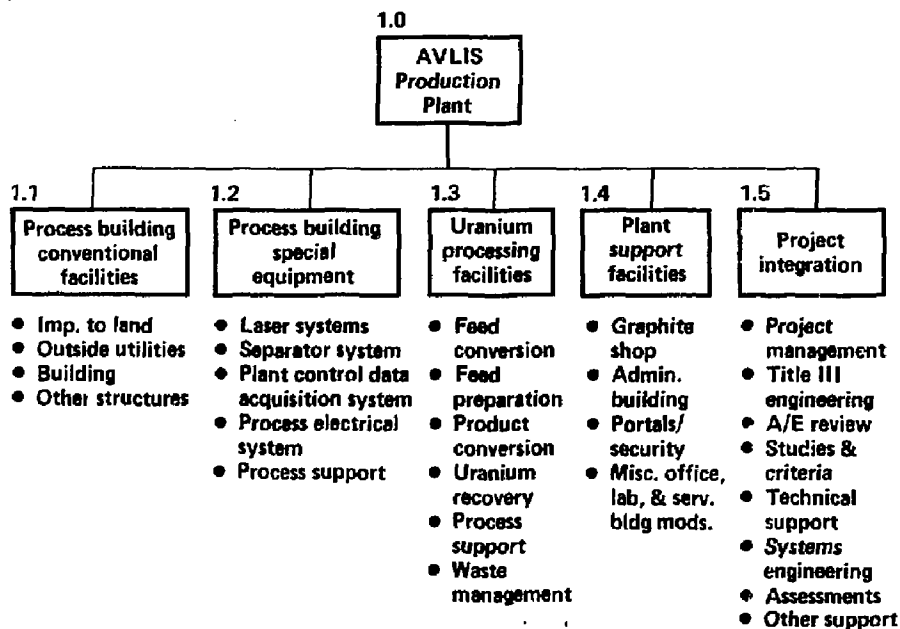 1.0
AVLIS
Production
Plant
1.1
Process building
conventional
facilities
● Imp. to land
● Outside utilities
● Building
● Other structures
1.2
Process building
special
equipment
● Laser systems
● Separator system
● Plant control data
acquisition system
● Process electrical
system
● Process support
1.3
Uranium
processing
facilities
● Feed
conversion
● Feed
preparation
● Product
conversion
● Uranium
recovery
● Process
support
● Waste
management
1.4
Plant
support
facilities
● Graphite
shop
● Admin.
building
● Portals/
security
● Misc. office,
lab, & serv.
bldg mods.
1.5
Project
integration
● Project
management
● Title III
engineering
● A/E review
● Studies &
criteria
● Technical
support
● Systems
engineering
● Assessments
● Other support